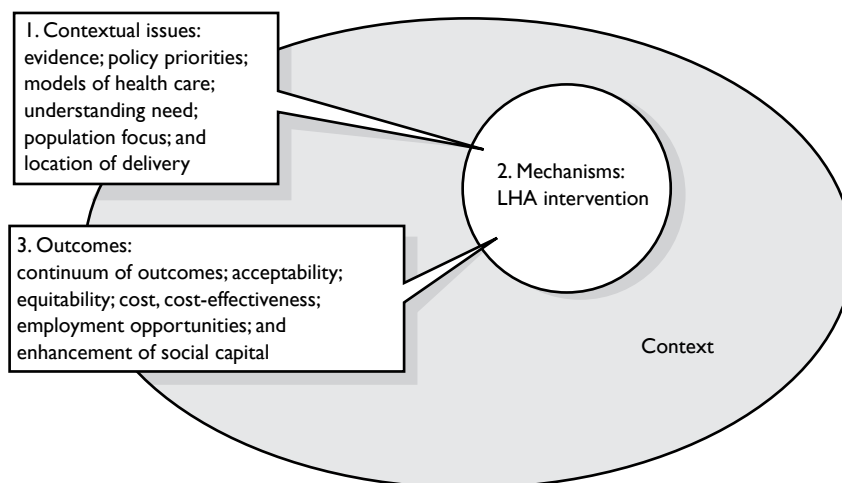 1. Contextual issues:
evidence; policy priorities;
models of health care;
understanding need;
population focus; and
location of delivery
2. Mechanisms:
LHA intervention
3. Outcomes:
continuum of outcomes; acceptability;
equitability; cost, cost-effectiveness;
employment opportunities; and
enhancement of social capital
Context